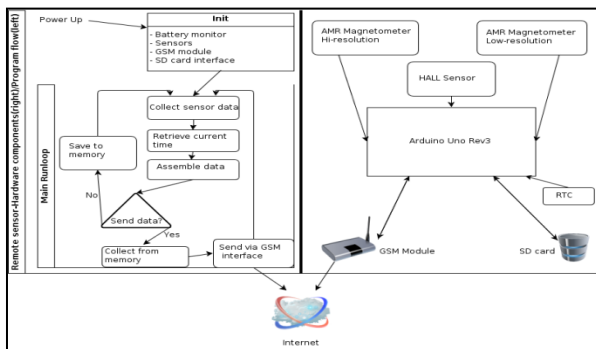 Remote sensor-Hardware components(right)/Program flow(left)
Power Up
Init
- Battery monitor
- Sensors
- GSM module
- SD card interface
Main Runloop
Collect sensor data
Retrieve current
time
Assemble data
Save to
memory
No
Send data?
Yes
Collect from
memory
Send via GSM
interface
AMR Magnetometer
Hi-resolution
AMR Magnetometer
Low-resolution
HALL Sensor
Arduino Uno Rev3
RTC
GSM Module
SD card
Internet